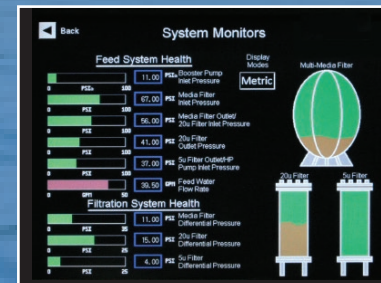 Back
System Monitors
Feed System Health
Display
Modes
Metric
Multi-Media Filter
11.00 PSIa Booster Pump
Inlet Pressure
0 PSIa 100
67.00 PSI Media Filter
Inlet Pressure
0 PSI 100
56.00 PSI Media Filter Outlet/
20u Filter Inlet Pressure
0 PSI 100
41.00 PSI 20u Filter
Outlet Pressure
0 PSI 100
37.00 PSI 5u Filter Outlet/HP
Pump Inlet Pressure
0 PSI 100
39.50 GPM Feed Water
Flow Rate
0 GPM 50
Filtration System Health
11.00 PSI Media Filter
Differential Pressure
0 PSI 35
15.00 PSI 20u Filter
Differential Pressure
0 PSI 25
4.00 PSI 5u Filter
Differential Pressure
0 PSI 25
20u Filter
5u Filter